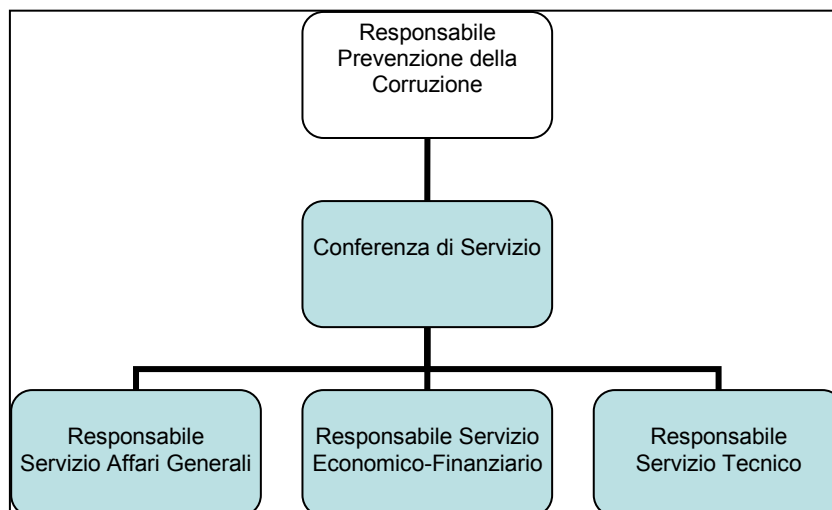 Responsabile
Prevenzione della
Corruzione
Conferenza di Servizio
Responsabile
Servizio Affari Generali
Responsabile Servizio
Economico-Finanziario
Responsabile
Servizio Tecnico